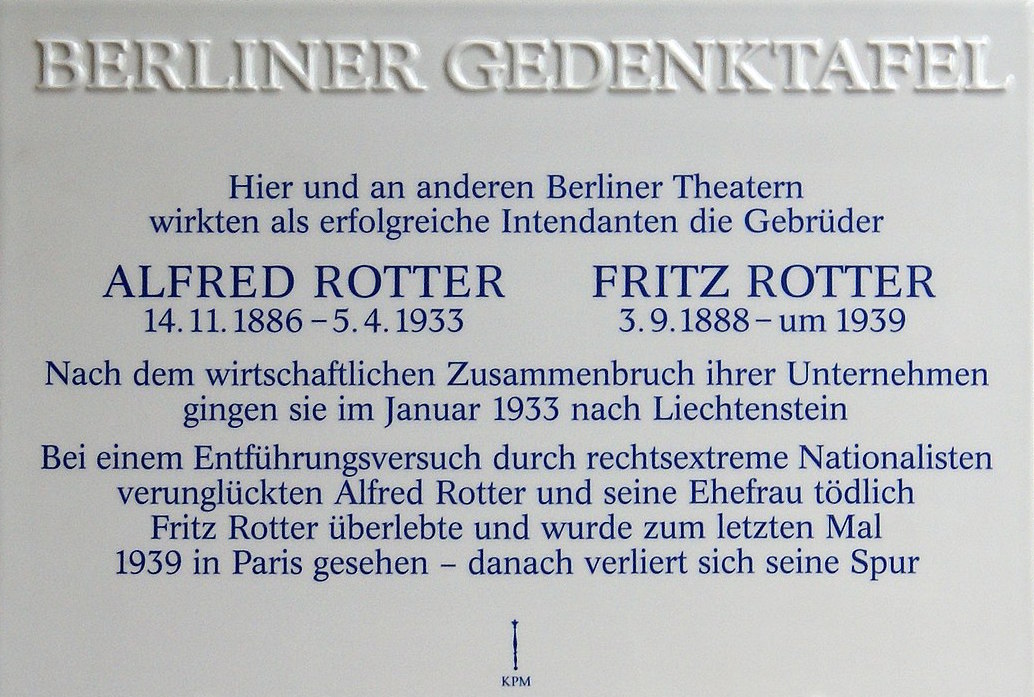 BERLINER GEDENKTAFEL
Hier und an anderen Berliner Theatern
wirkten als erfolgreiche Intendanten die Gebrüder
ALFRED ROTTER FRITZ ROTTER
14.11.1886 – 5.4.1933 3.9.1888 – um 1939
Nach dem wirtschaftlichen Zusammenbruch ihrer Unternehmen
gingen sie im Januar 1933 nach Liechtenstein
Bei einem Entführungsversuch durch rechtsextreme Nationalisten
verunglückten Alfred Rotter und seine Ehefrau tödlich
Fritz Rotter überlebte und wurde zum letzten Mal
1939 in Paris gesehen – danach verliert sich seine Spur
KPM